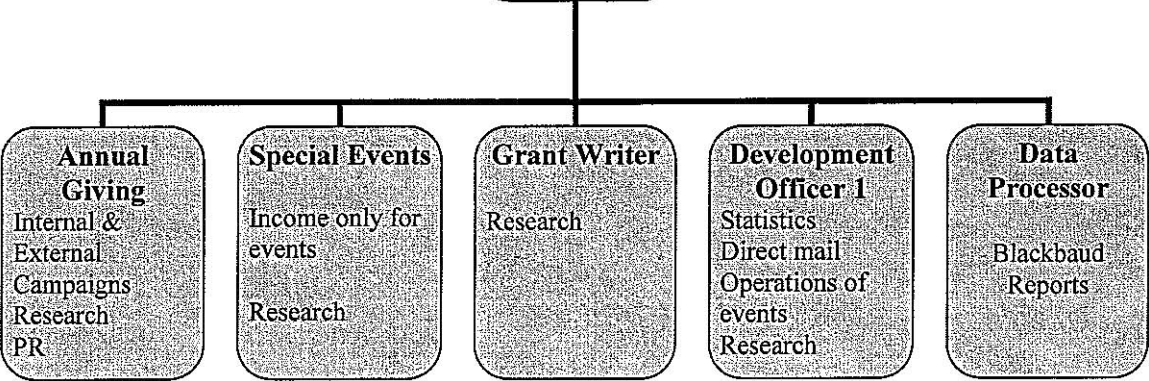 Annual
Giving
Internal &
External
Campaigns
Research
PR
Special Events
Income only for
events
Research
Grant Writer
Research
Development
Officer 1
Statistics
Direct mail
Operations of
events
Research
Data
Processor
Blackbaud
Reports